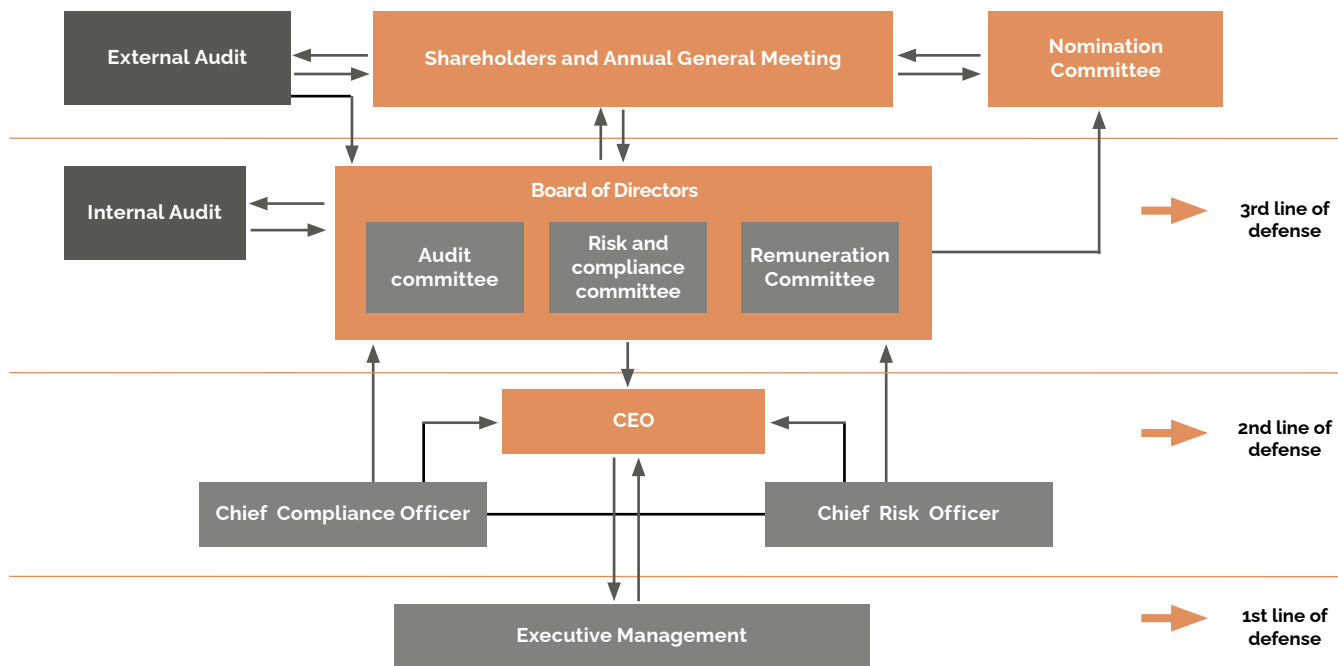 External Audit
Shareholders and Annual General Meeting
Nomination
Committee
Internal Audit
Board of Directors
Audit
committee
Risk and
compliance
committee
Remuneration
Committee
3rd line of
defense
CEO
2nd line of
defense
Chief Compliance Officer
Chief Risk Officer
Executive Management
1st line of
defense